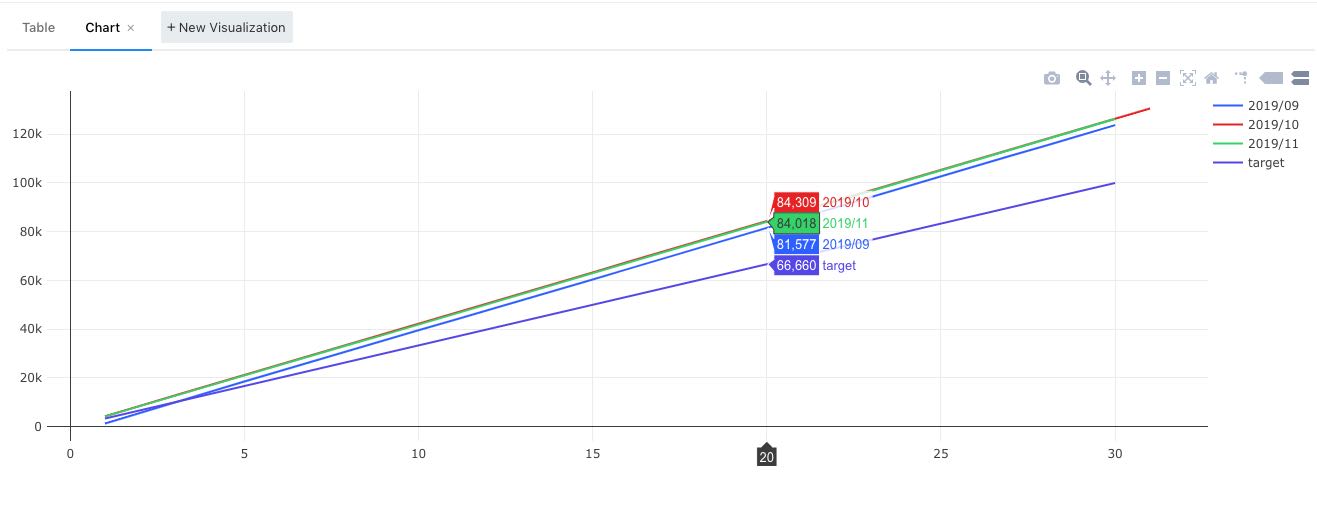 Table
Chart ×
+ New Visualization
2019/09
2019/10
2019/11
target
120k
100k
80k
60k
40k
20k
0
84,309 2019/10
84,018 2019/11
81,577 2019/09
66,660 target
0 5 10 15 20 25 30